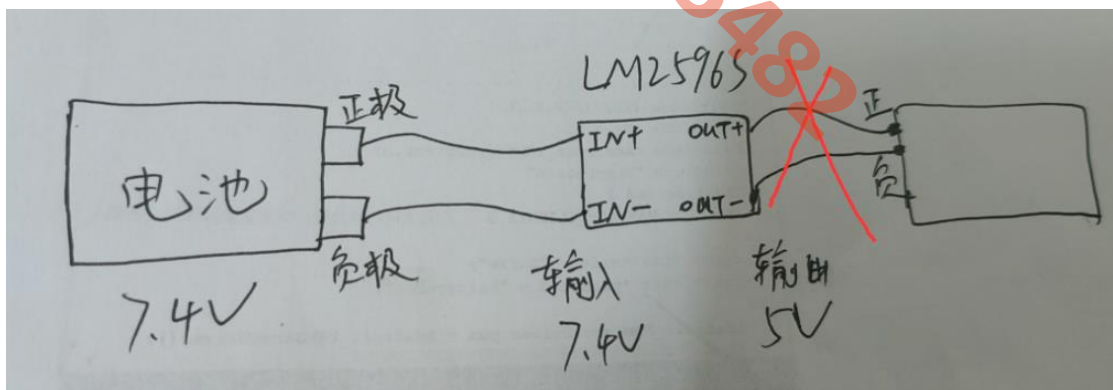 LM2596S
正极
IN+ OUT+
正
电池
负
IN- OUT-
负极
输入
输出
7.4V
7.4V
5V
5482